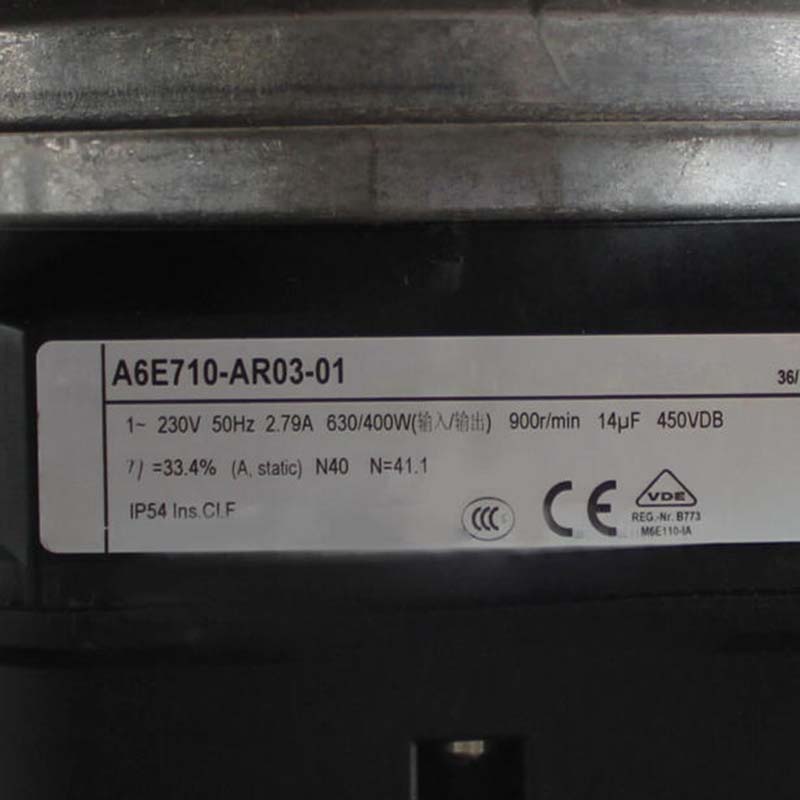 A6E710-AR03-01
36/
1~ 230V 50Hz 2.79A 630/400W(输入/输出) 900r/min 14µF 450VDB
η=33.4% (A, static) N40 N=41.1
IP54 Ins.Cl.F
CCC
CE
VDE
REG.-Nr. B773
M6E110-IA